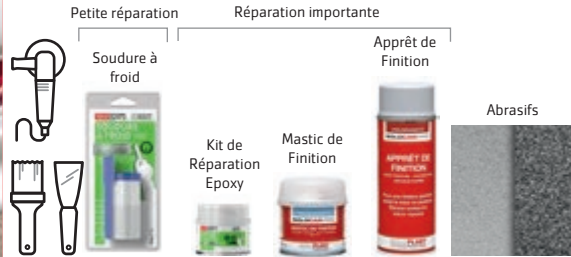 Petite réparation
Réparation importante
Soudure à
froid
Kit de
Réparation
Epoxy
Mastic de
Finition
Apprêt de
Finition
Abrasifs
APPRÊT DE
FINITION